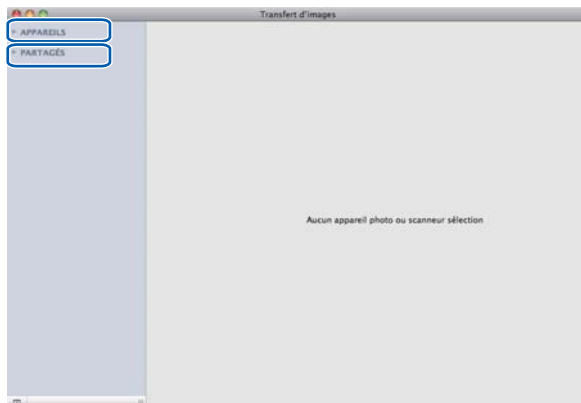 Transfert d'images
APPAREILS
PARTAGÉS
Aucun appareil photo ou scanneur sélection